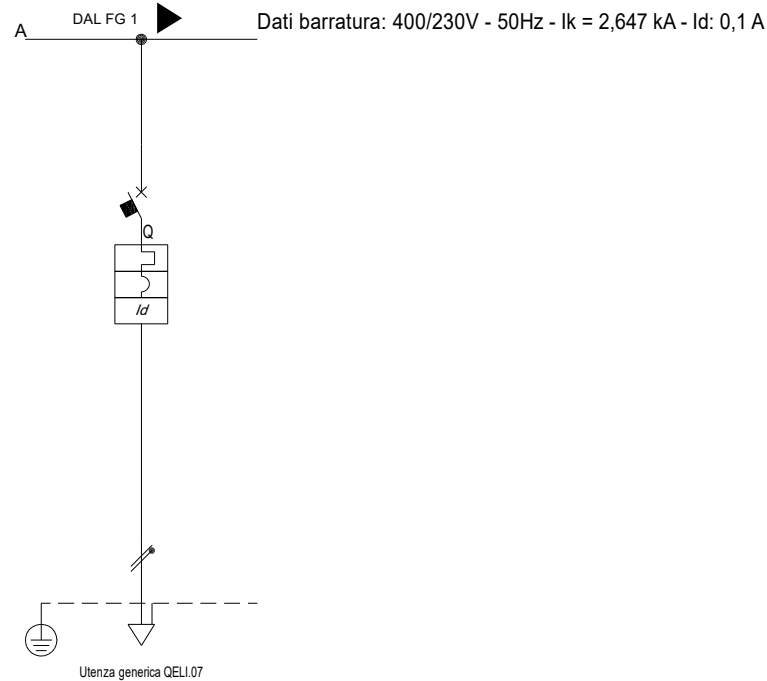 DAL FG 1
Dati barratura: 400/230V - 50Hz - Ik = 2,647 kA - Id: 0,1 A
A
Q
Id
Utenza generica QELI.07